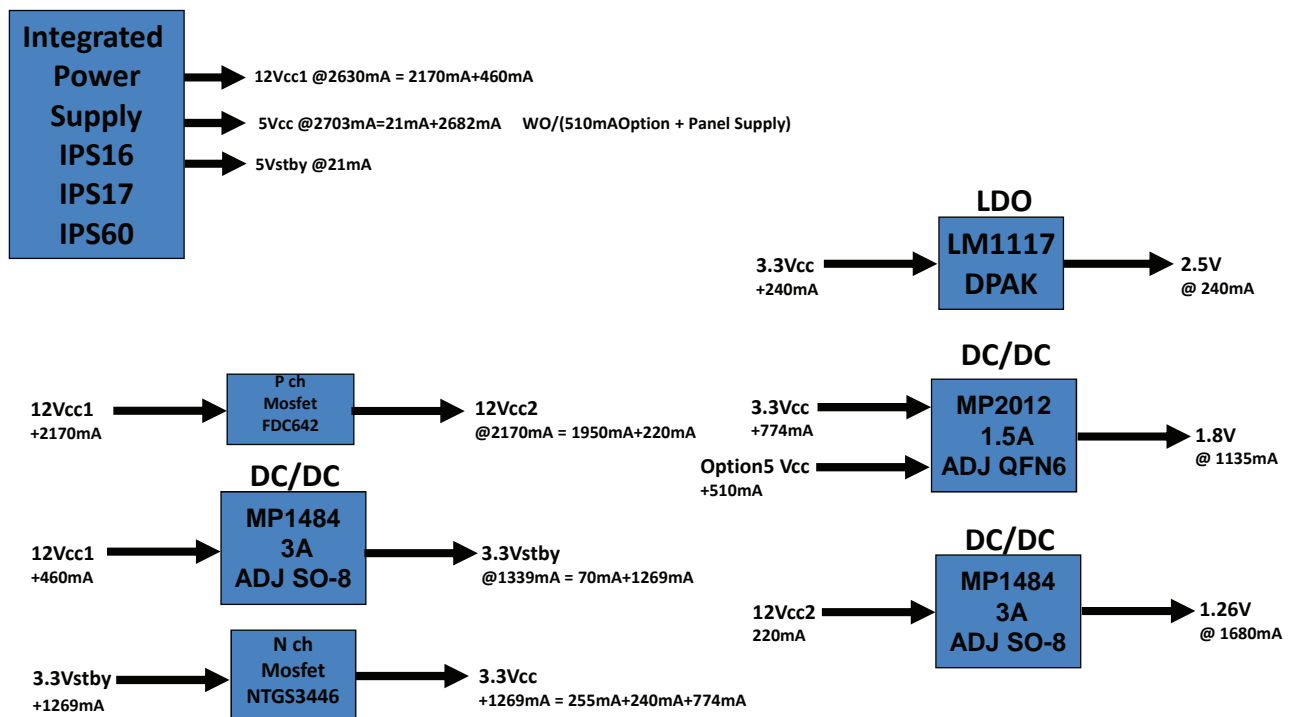 Integrated
Power
Supply
IPS16
IPS17
IPS60
12Vcc1 @2630mA = 2170mA+460mA
5Vcc @2703mA=21mA+2682mA WO/(510mAOption + Panel Supply)
5Vstby @21mA
LDO
LM1117
DPAK
3.3Vcc
+240mA
2.5V
@ 240mA
P ch
Mosfet
FDC642
12Vcc1
+2170mA
12Vcc2
@2170mA = 1950mA+220mA
DC/DC
MP2012
1.5A
ADJ QFN6
3.3Vcc
+774mA
Option5 Vcc
+510mA
1.8V
@ 1135mA
DC/DC
MP1484
3A
ADJ SO-8
12Vcc1
+460mA
3.3Vstby
@1339mA = 70mA+1269mA
DC/DC
MP1484
3A
ADJ SO-8
12Vcc2
220mA
1.26V
@ 1680mA
N ch
Mosfet
NTGS3446
3.3Vstby
+1269mA
3.3Vcc
+1269mA = 255mA+240mA+774mA